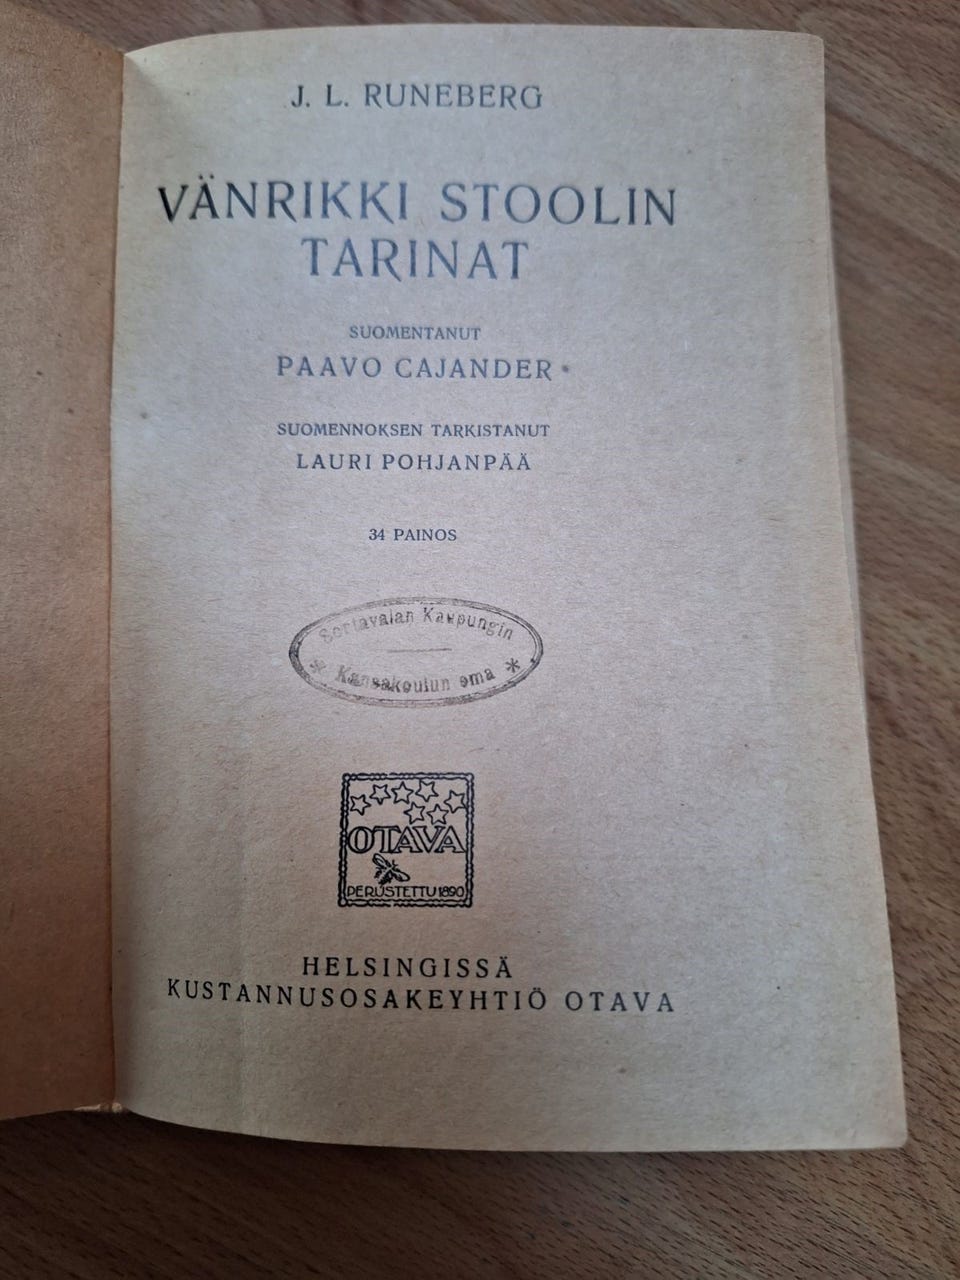 J. L. RUNEBERG
VÄNRIKKI STOOLIN
TARINAT
SUOMENTANUT
PAAVO CAJANDER
SUOMENNOKSEN TARKISTANUT
LAURI POHJANPÄÄ
34 PAINOS
Sortavalan Kaupungin
* Kansakoulun oma *
OTAVA
PERUSTETTU 1890
HELSINGISSÄ
KUSTANNUSOSAKEYHTIÖ OTAVA